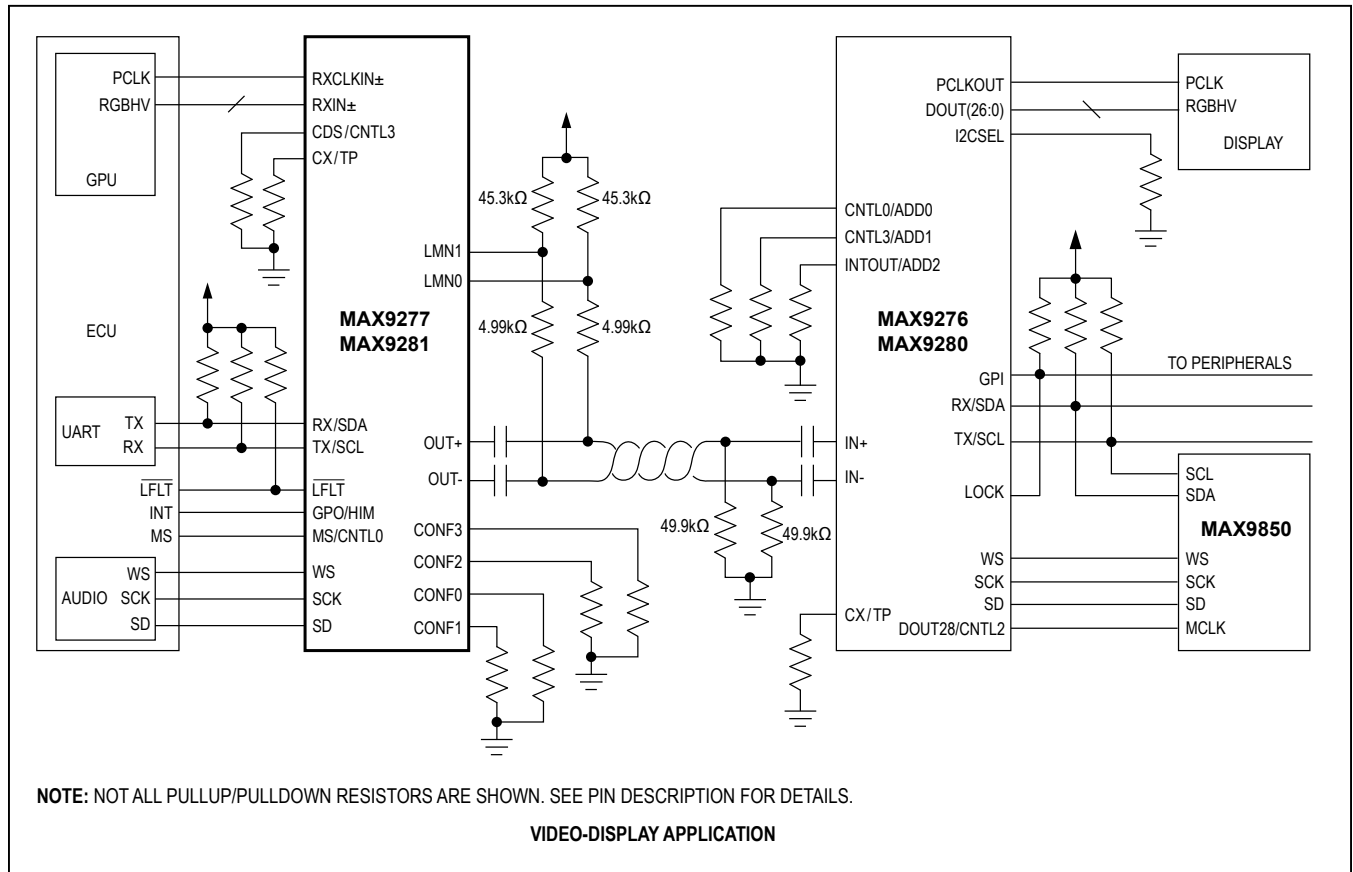 PCLK
RGBHV
GPU
ECU
UART
TX
RX
LFLT
INT
MS
AUDIO
WS
SCK
SD
RXCLKIN±
RXIN±
CDS/CNTL3
CX/TP
LMN1
LMN0
MAX9277
MAX9281
RX/SDA
TX/SCL
LFLT
GPO/HIM
MS/CNTL0
WS
SCK
SD
OUT+
OUT-
CONF3
CONF2
CONF0
CONF1
45.3kΩ
45.3kΩ
4.99kΩ
4.99kΩ
49.9kΩ
49.9kΩ
PCLKOUT
DOUT(26:0)
I2CSEL
CNTL0/ADD0
CNTL3/ADD1
INTOUT/ADD2
MAX9276
MAX9280
GPI
RX/SDA
TX/SCL
IN+
IN-
LOCK
WS
SCK
SD
CX/TP
DOUT28/CNTL2
PCLK
RGBHV
DISPLAY
TO PERIPHERALS
SCL
SDA
MAX9850
WS
SCK
SD
MCLK
NOTE: NOT ALL PULLUP/PULLDOWN RESISTORS ARE SHOWN. SEE PIN DESCRIPTION FOR DETAILS.
VIDEO-DISPLAY APPLICATION